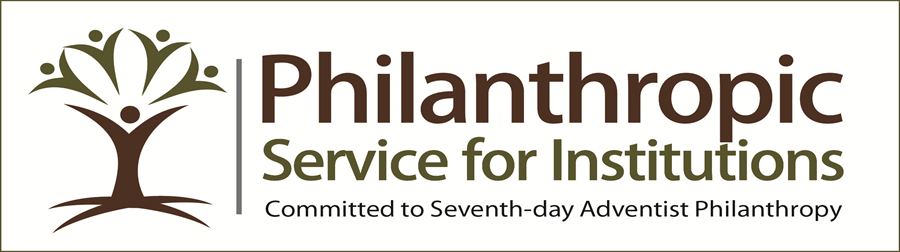 Philanthropic
Service for Institutions
Committed to Seventh-day Adventist Philanthropy